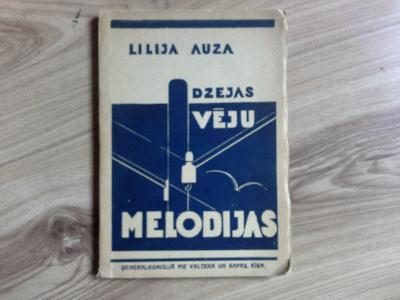 LILIJA AUZA
DZEJAS
VĒJU
MELODIJAS
ĢENERALKOMISIJĀ PIE VALTERA UN RAPAS, RĪGĀ.